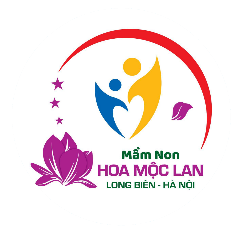 Mầm Non
HOA MỘC LAN
LONG BIÊN - HÀ NỘI